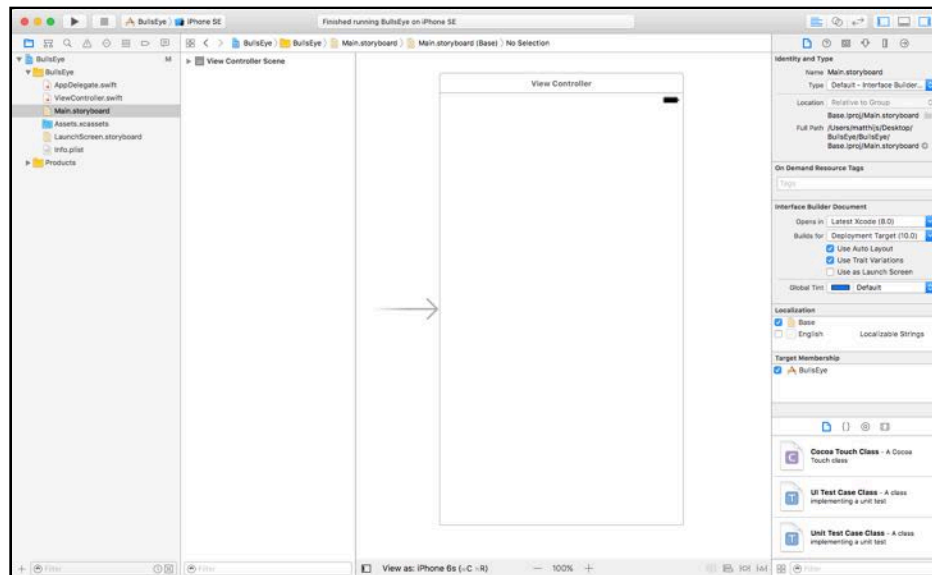 BullsEye
iPhone SE
Finished running BullsEye on iPhone SE
BullsEye
BullsEye
Main.storyboard
Main.storyboard (Base)
No Selection
BullsEye
M
BullsEye
AppDelegate.swift
ViewController.swift
Main.storyboard
Assets.xcassets
LaunchScreen.storyboard
Info.plist
Products
Filter
View Controller Scene
Filter
View Controller
View as: iPhone 6s (wC hR)
100%
Identity and Type
Name Main.storyboard
Type Default - Interface Builder...
Location Relative to Group
Base.lproj/Main.storyboard
Full Path /Users/matthijs/Desktop/
BullsEye/BullsEye/
Base.lproj/Main.storyboard
On Demand Resource Tags
Tags
Interface Builder Document
Opens in Latest Xcode (8.0)
Builds for Deployment Target (10.0)
Use Auto Layout
Use Trait Variations
Use as Launch Screen
Global Tint Default
Localization
Base
English Localizable Strings
Target Membership
BullsEye
C
Cocoa Touch Class - A Cocoa
Touch class
T
UI Test Case Class - A class
implementing a unit test
T
Unit Test Case Class - A class
implementing a unit test
Filter